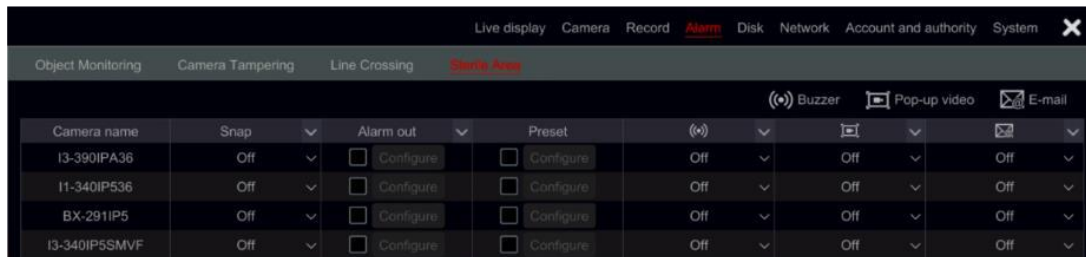 Live display Camera Record Alarm Disk Network Account and authority System
Object Monitoring Camera Tampering Line Crossing Sterile Area
Buzzer Pop-up video E-mail
Camera name Snap Alarm out Preset
I3-390IPA36 Off Configure Configure Off Off Off
I1-340IP536 Off Configure Configure Off Off Off
BX-291IP5 Off Configure Configure Off Off Off
I3-340IP5SMVF Off Configure Configure Off Off Off